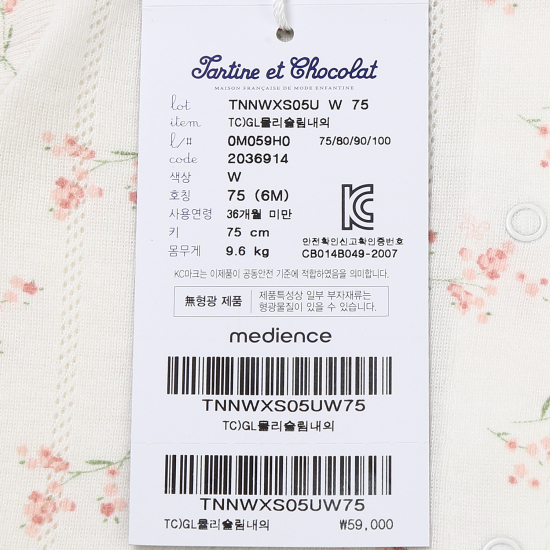 Tartine et Chocolat
MAISON FRANÇAISE DE MODE ENFANTINE
lot TNNWXS05U W 75
item TC)GL물리슬림내의
l/# 0M059H0 75/80/90/100
code 2036914
색상 W
호칭 75 (6M)
사용연령 36개월 미만
키 75 cm
몸무게 9.6 kg
안전확인신고확인증번호
CB014B049-2007
KC마크는 이제품이 공통안전 기준에 적합하였음을 의미합니다.
無형광 제품
제품특성상 일부 부자재류는
형광물질이 있을 수 있습니다.
medience
TNNWXS05UW75
TC)GL물리슬림내의
TNNWXS05UW75
TC)GL물리슬림내의 ₩59,000